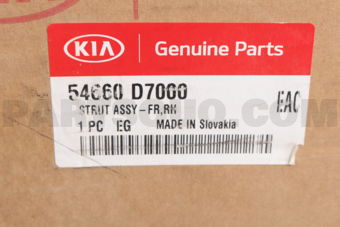 KIA Genuine Parts
54660 D7000
STRUT ASSY-FR,RH
EAC
1 PC EG MADE IN Slovakia